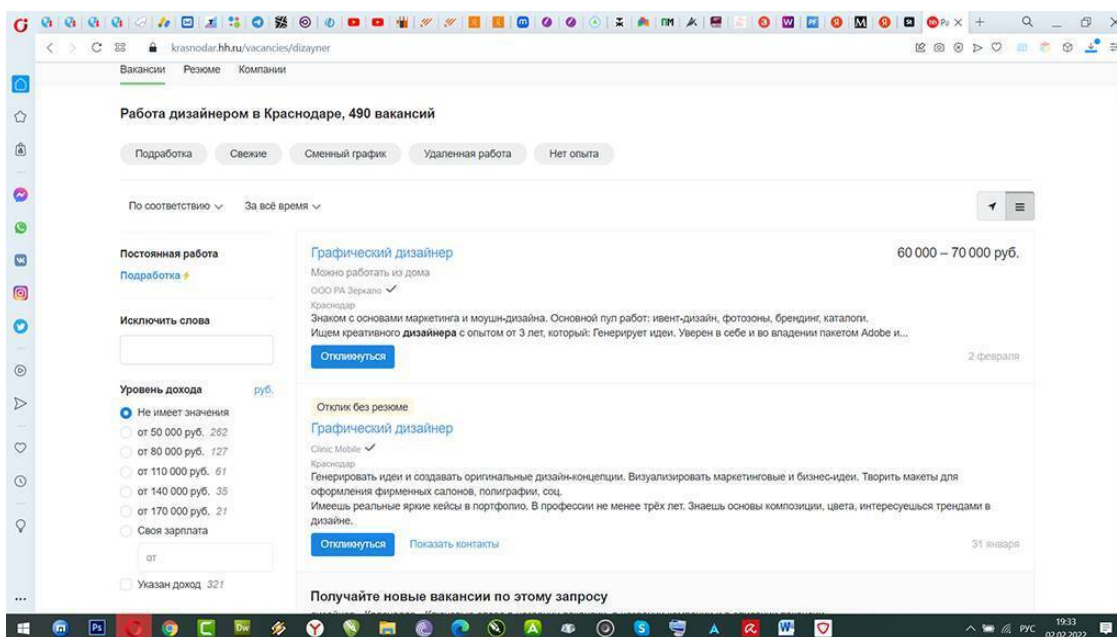 krasnodar.hh.ru/vacancies/dizayner
Вакансии Резюме Компании
Работа дизайнером в Краснодаре, 490 вакансий
Подработка Свежие Сменный график Удаленная работа Нет опыта
По соответствию За всё время
Постоянная работа
Подработка
Исключить слова
Уровень дохода руб.
Не имеет значения
от 50 000 руб. 262
от 80 000 руб. 127
от 110 000 руб. 61
от 140 000 руб. 35
от 170 000 руб. 21
Своя зарплата
от
Указан доход 321
Графический дизайнер 60 000 – 70 000 руб.
Можно работать из дома
ООО РА Зеркало
Краснодар
Знаком с основами маркетинга и моушн-дизайна. Основной пул работ: ивент-дизайн, фотозоны, брендинг, каталоги.
Ищем креативного дизайнера с опытом от 3 лет, который: Генерирует идеи. Уверен в себе и во владении пакетом Adobe и...
Откликнуться 2 февраля
Отклик без резюме
Графический дизайнер
Clinic Mobile
Краснодар
Генерировать идеи и создавать оригинальные дизайн-концепции. Визуализировать маркетинговые и бизнес-идеи. Творить макеты для
оформления фирменных салонов, полиграфии, соц.
Имеешь реальные яркие кейсы в портфолио. В профессии не менее трёх лет. Знаешь основы композиции, цвета, интересуешься трендами в
дизайне.
Откликнуться Показать контакты 31 января
Получайте новые вакансии по этому запросу
РУС 19:33
02.02.2022